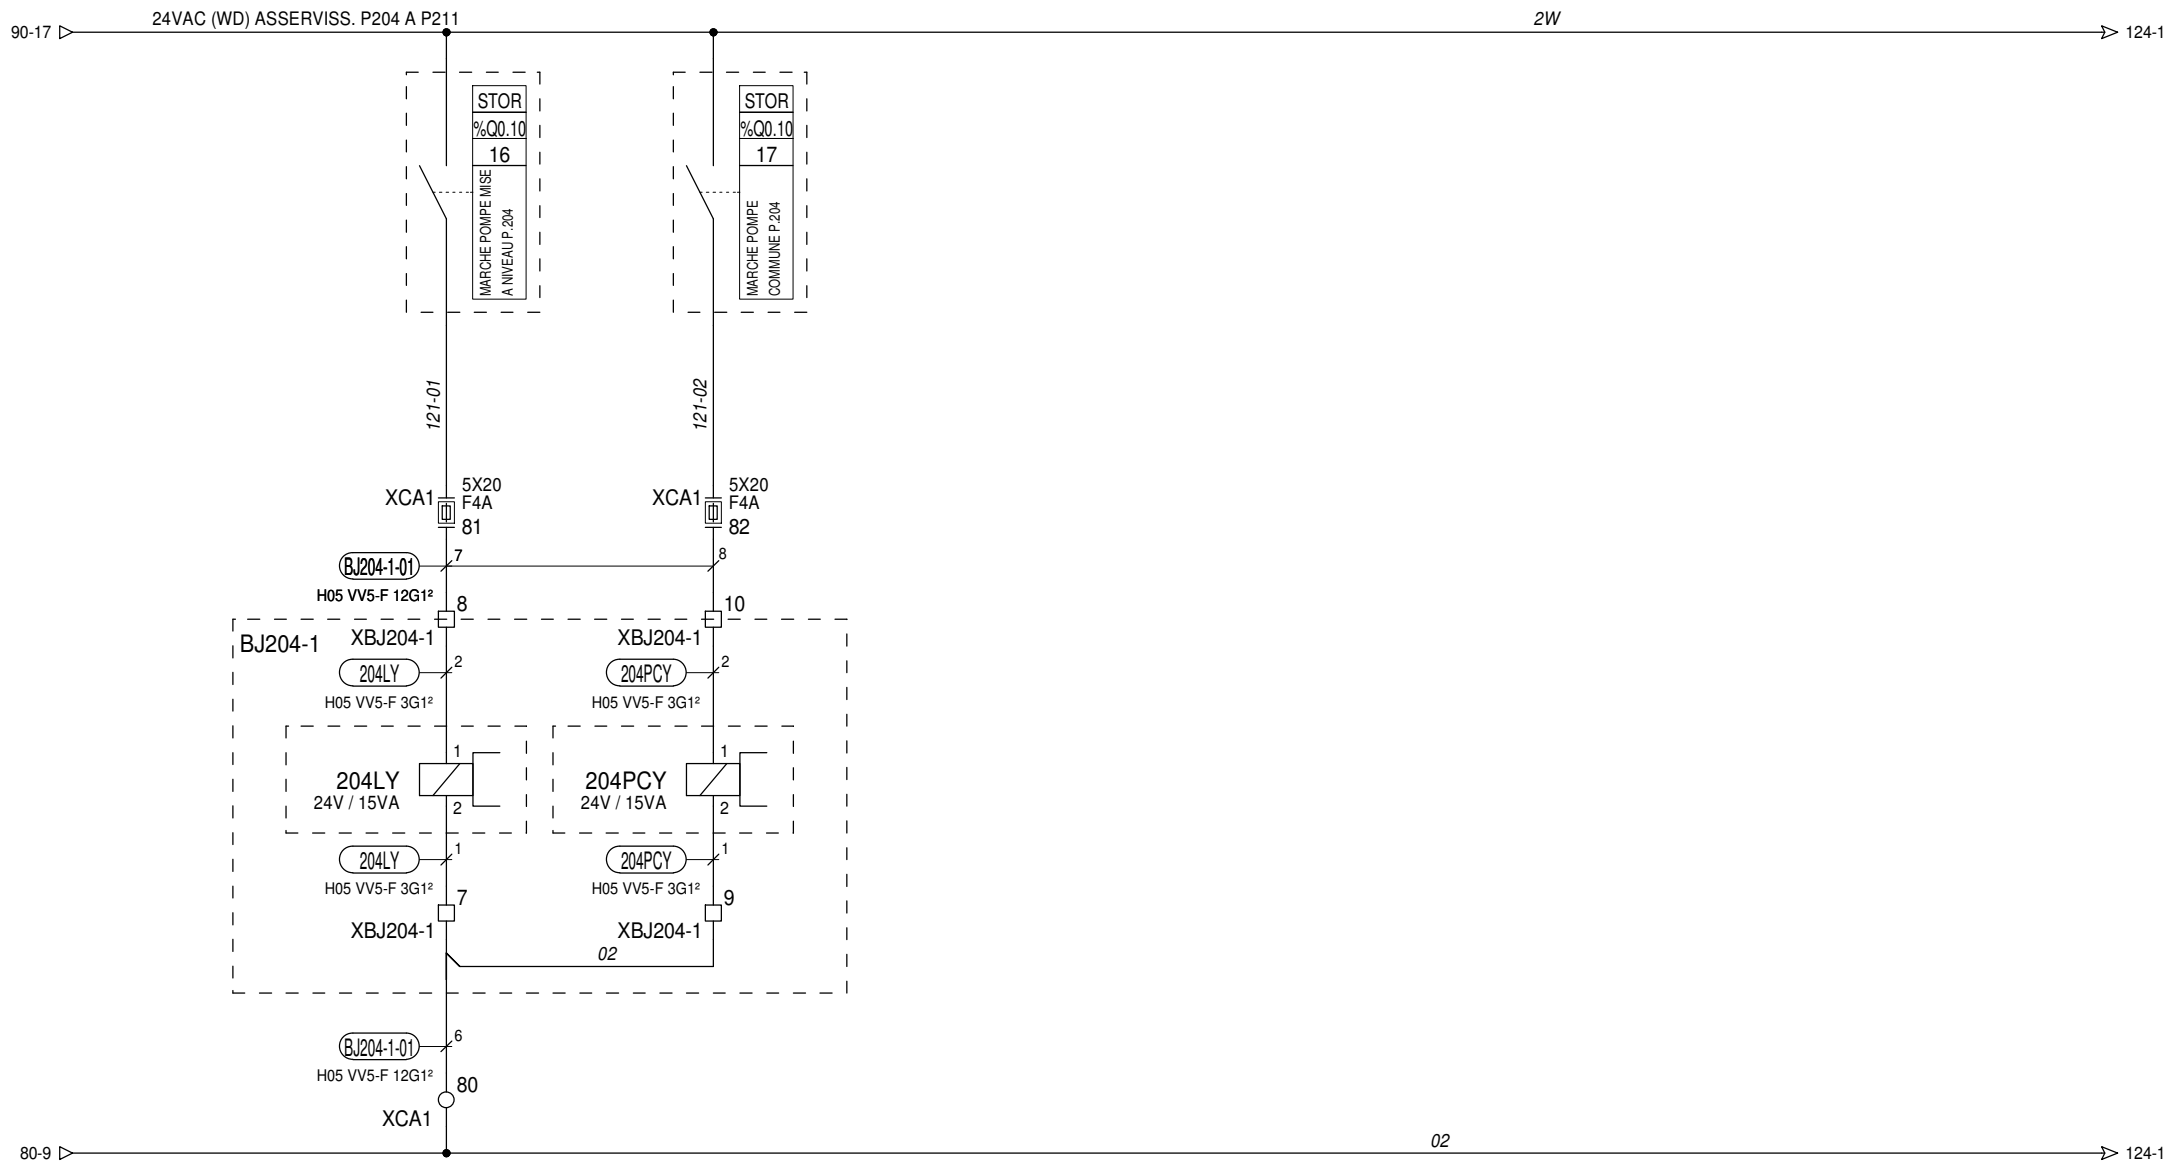 24VAC (WD) ASSERVISS. P204 A P211
2W
90-17
124-1
STOR
%Q0.10
16
MARCHE POMPE MISE
A NIVEAU P.204
STOR
%Q0.10
17
MARCHE POMPE
COMMUNE P.204
121-01
121-02
XCA1
5X20
F4A
81
XCA1
5X20
F4A
82
BJ204-1-01
7
8
H05 VV5-F 12G1²
8
10
BJ204-1
XBJ204-1
XBJ204-1
204LY
2
204PCY
2
H05 VV5-F 3G1²
H05 VV5-F 3G1²
1
204LY
24V / 15VA
2
1
204PCY
24V / 15VA
2
204LY
1
204PCY
1
H05 VV5-F 3G1²
H05 VV5-F 3G1²
7
9
XBJ204-1
XBJ204-1
02
BJ204-1-01
6
H05 VV5-F 12G1²
80
XCA1
02
80-9
124-1